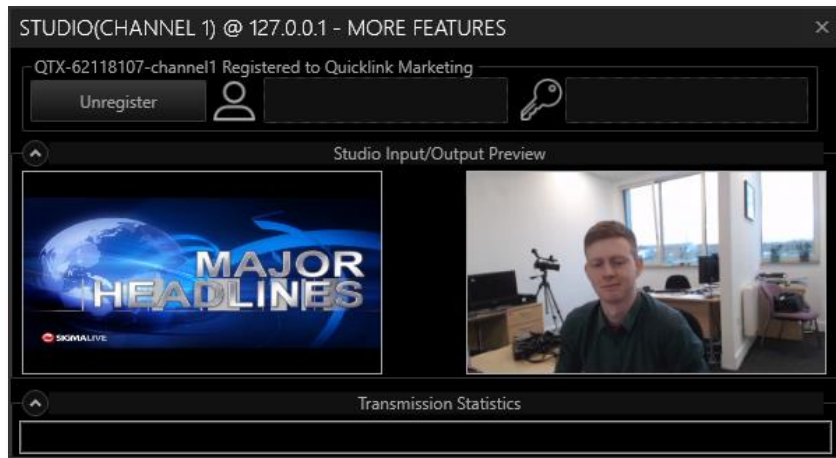 STUDIO(CHANNEL 1) @ 127.0.0.1 - MORE FEATURES
QTX-62118107-channel1 Registered to Quicklink Marketing
Unregister
Studio Input/Output Preview
MAJOR
HEADLINES
SIGMALIVE
Transmission Statistics